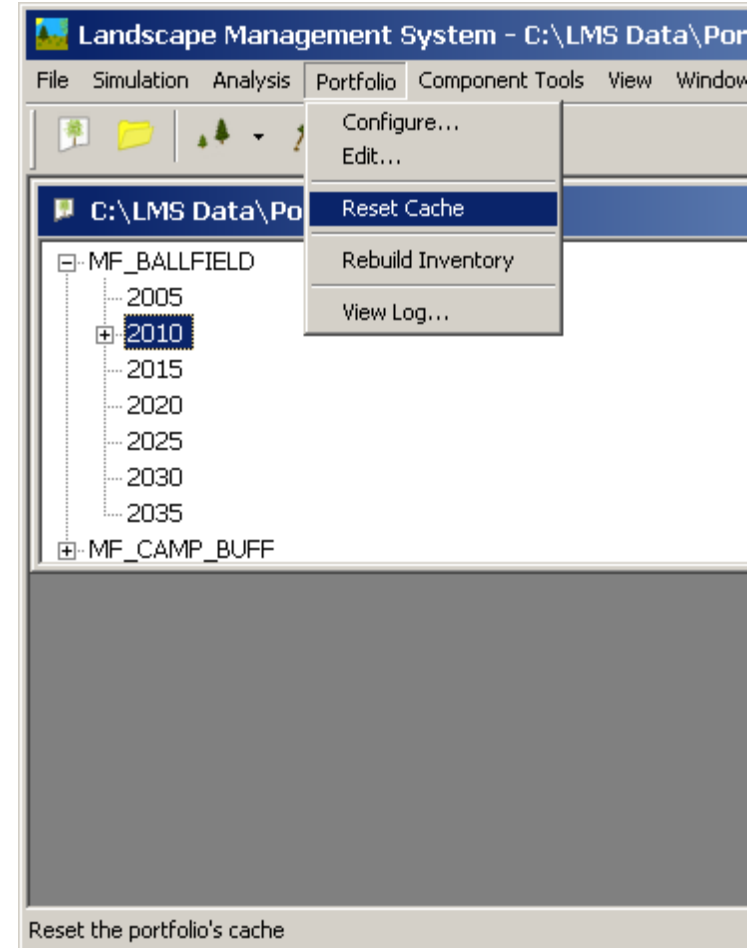 Landscape Management System - C:\LMS Data\Por
File Simulation Analysis Portfolio Component Tools View Window
Configure...
Edit...
C:\LMS Data\Po
Reset Cache
Rebuild Inventory
View Log...
MF_BALLFIELD
2005
2010
2015
2020
2025
2030
2035
MF_CAMP_BUFF
Reset the portfolio's cache